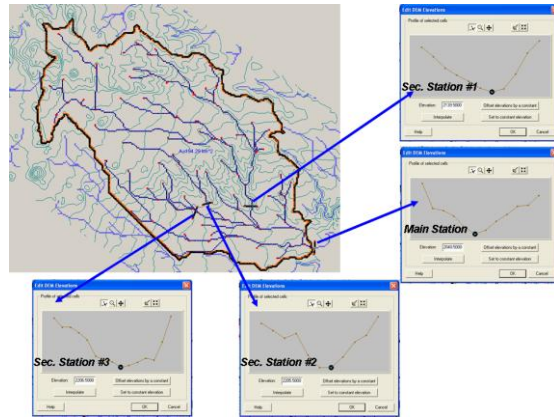 Edit DEM Elevations
Profile of selected cells
Sec. Station #1
Elevation:
Offset elevations by a constant
Interpolate
Set to constant elevation
Help
OK
Cancel
Edit DEM Elevations
Profile of selected cells
Main Station
Elevation:
Offset elevations by a constant
Interpolate
Set to constant elevation
Help
OK
Cancel
Edit DEM Elevations
Profile of selected cells
Sec. Station #3
Elevation:
Offset elevations by a constant
Interpolate
Set to constant elevation
Help
OK
Cancel
Edit DEM Elevations
Profile of selected cells
Sec. Station #2
Elevation:
Offset elevations by a constant
Interpolate
Set to constant elevation
Help
OK
Cancel